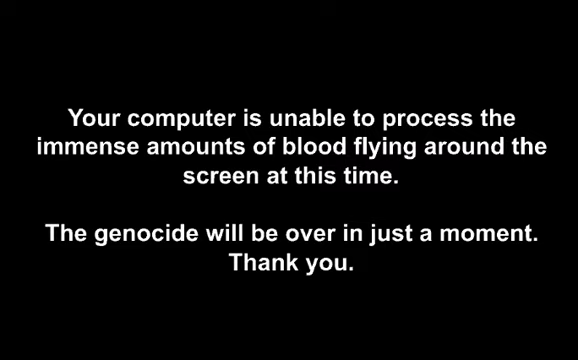 Your computer is unable to process the
immense amounts of blood flying around the
screen at this time.
The genocide will be over in just a moment.
Thank you.